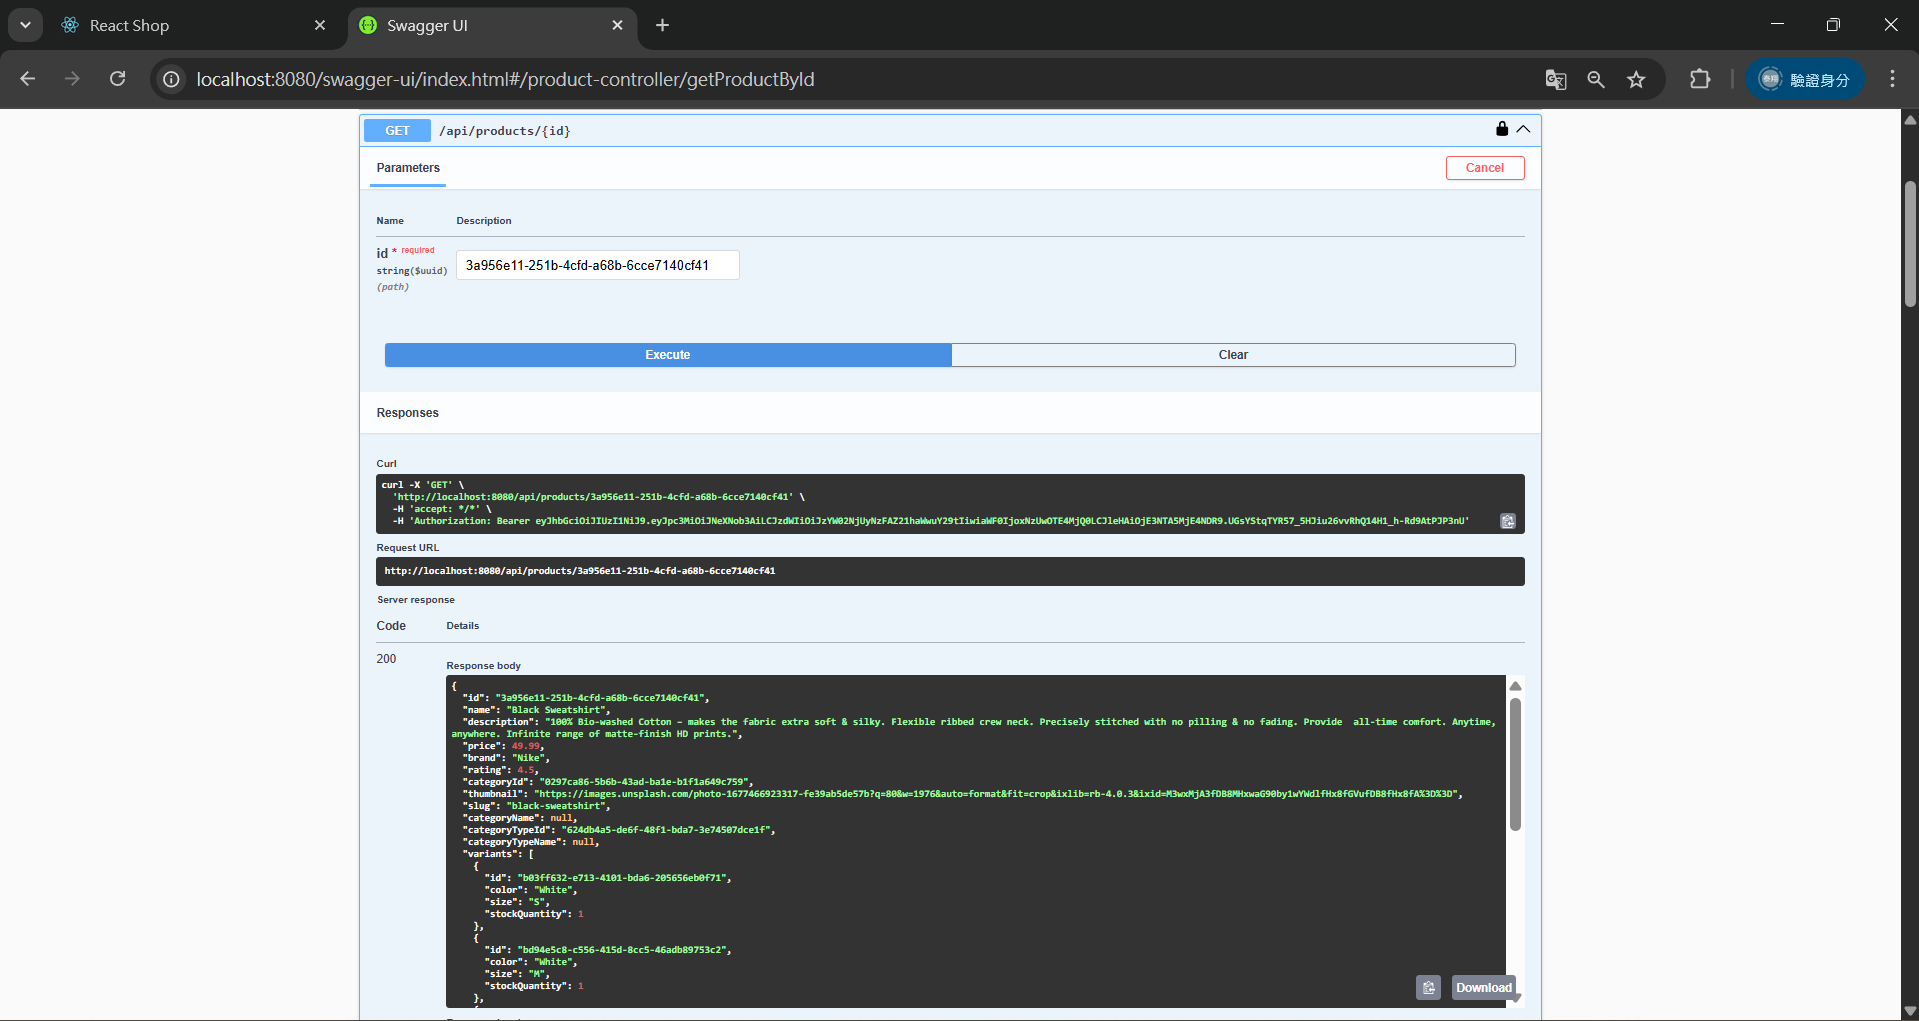 React Shop
Swagger UI
localhost:8080/swagger-ui/index.html#/product-controller/getProductById
驗證身分
GET /api/products/{id}
Parameters
Cancel
Name Description
id * required
string($uuid)
(path)
3a956e11-251b-4cfd-a68b-6cce7140cf41
Execute
Clear
Responses
Curl
curl -X 'GET' \
'http://localhost:8080/api/products/3a956e11-251b-4cfd-a68b-6cce7140cf41' \
-H 'accept: */*' \
-H 'Authorization: Bearer
Request URL
http://localhost:8080/api/products/3a956e11-251b-4cfd-a68b-6cce7140cf41
Server response
Code Details
200
Response body
{
"id": "3a956e11-251b-4cfd-a68b-6cce7140cf41",
"name": "Black Sweatshirt",
"description": "100% Bio-washed Cotton – makes the fabric extra soft & silky. Flexible ribbed crew neck. Precisely stitched with no pilling & no fading. Provide  all-time comfort. Anytime,
anywhere. Infinite range of matte-finish HD prints.",
"price": 49.99,
"brand": "Nike",
"rating": 4.5,
"categoryId": "0297ca86-5b6b-43ad-ba1e-b1f1a649c759",
"thumbnail": "https://images.unsplash.com/photo-1677466923317-fe39ab5de57b?q=80&w=1976&auto=format&fit=crop&ixlib=rb-4.0.3&ixid=M3wxMjA3fDB8MHxwaG90by1wYWdlfHx8fGVufDB8fHx8fA%3D%3D",
"slug": "black-sweatshirt",
"categoryName": null,
"categoryTypeId": "624db4a5-de6f-48f1-bda7-3e74507dce1f",
"categoryTypeName": null,
"variants": [
{
"id": "b03ff632-e713-4101-bda6-205656eb0f71",
"color": "White",
"size": "S",
"stockQuantity": 1
},
{
"id": "bd94e5c8-c556-415d-8cc5-46adb89753c2",
"color": "White",
"size": "M",
"stockQuantity": 1
},
Download